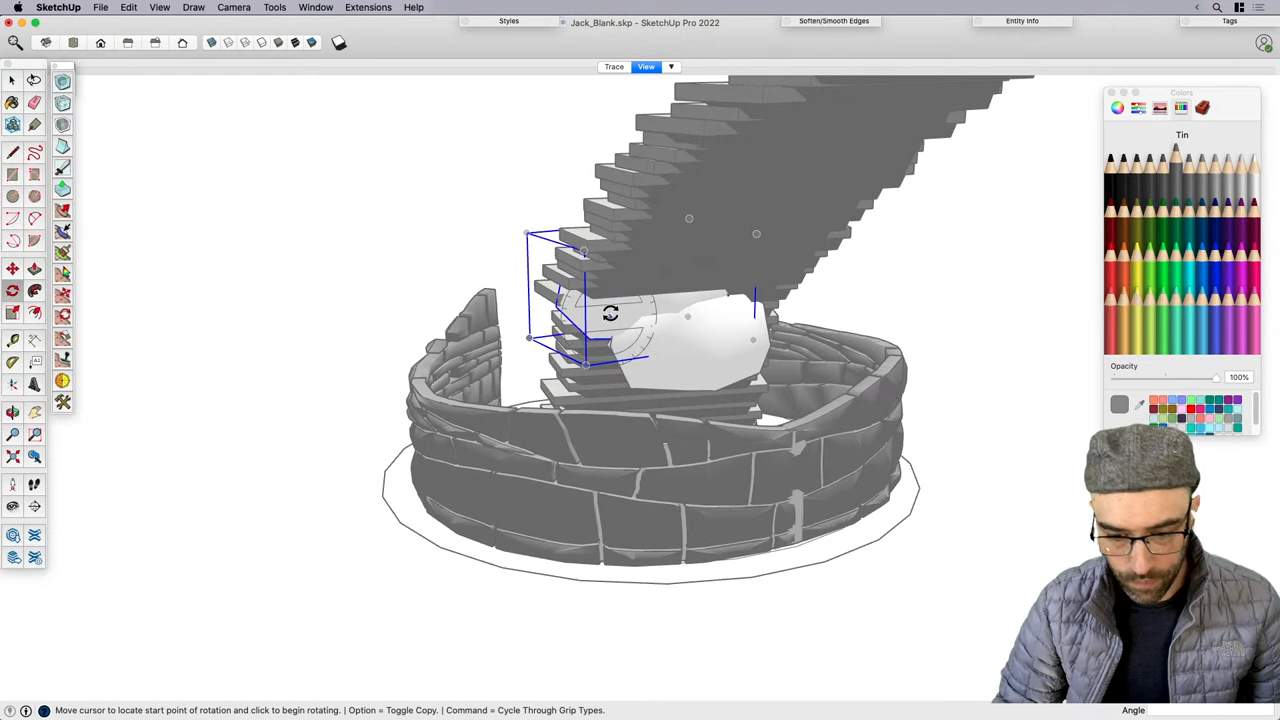 SketchUp File Edit View Draw Camera Tools Window Extensions Help
Styles
Jack_Blank.skp - SketchUp Pro 2022
Soften/Smooth Edges
Entity Info
Tags
Trace View
Colors
Tin
Opacity
100%
Move cursor to locate start point of rotation and click to begin rotating. | Option = Toggle Copy. | Command = Cycle Through Grip Types.
Angle